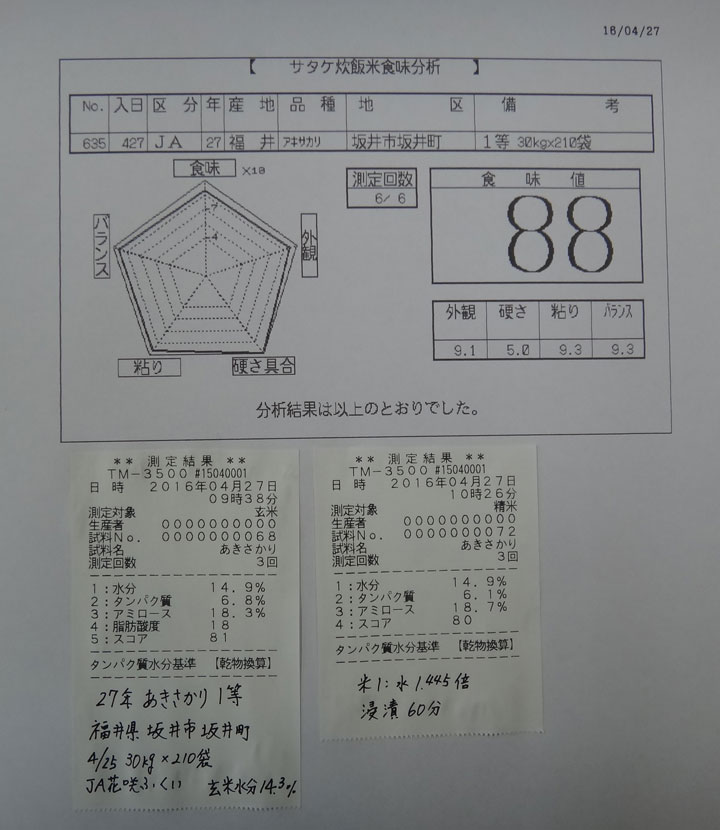 16/04/27
【 サタケ炊飯米食味分析 】
No. 入日 区分 年 産地 品種 地区 備考
635 427 JA 27 福井 アキサカリ 坂井市坂井町 1等 30kgx210袋
食味 X10
7
4
バランス
外観
粘り
硬さ具合
測定回数
6/ 6
食味値
88
外観 硬さ 粘り バランス
9.1 5.0 9.3 9.3
分析結果は以上のとおりでした。
** 測定結果 **
TM-3500 #15040001
日時 2016年04月27日
09時38分
測定対象 玄米
生産者 0000000000
試料No. 0000000068
試料名 あきさかり
測定回数 3回
1:水分 14.9%
2:タンパク質 6.8%
3:アミロース 18.3%
4:脂肪酸度 18
5:スコア 81
タンパク質水分基準 【乾物換算】
27年 あきさかり 1等
福井県 坂井市 坂井町
4/25 30kg×210袋
JA花咲ふくい 玄米水分14.3%
** 測定結果 **
TM-3500 #15040001
日時 2016年04月27日
10時26分
測定対象 精米
生産者 0000000000
試料No. 0000000072
試料名 あきさかり
測定回数 3回
1:水分 14.9%
2:タンパク質 6.1%
3:アミロース 18.7%
4:スコア 80
タンパク質水分基準 【乾物換算】
米1:水1.445倍
浸漬60分